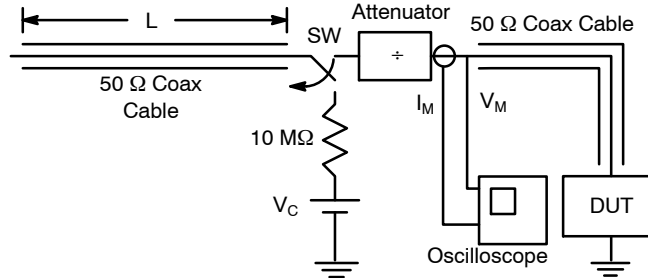 L
SW
Attenuator
÷
50 Ω Coax Cable
50 Ω Coax
Cable
10 MΩ
I_M
V_M
V_C
DUT
Oscilloscope